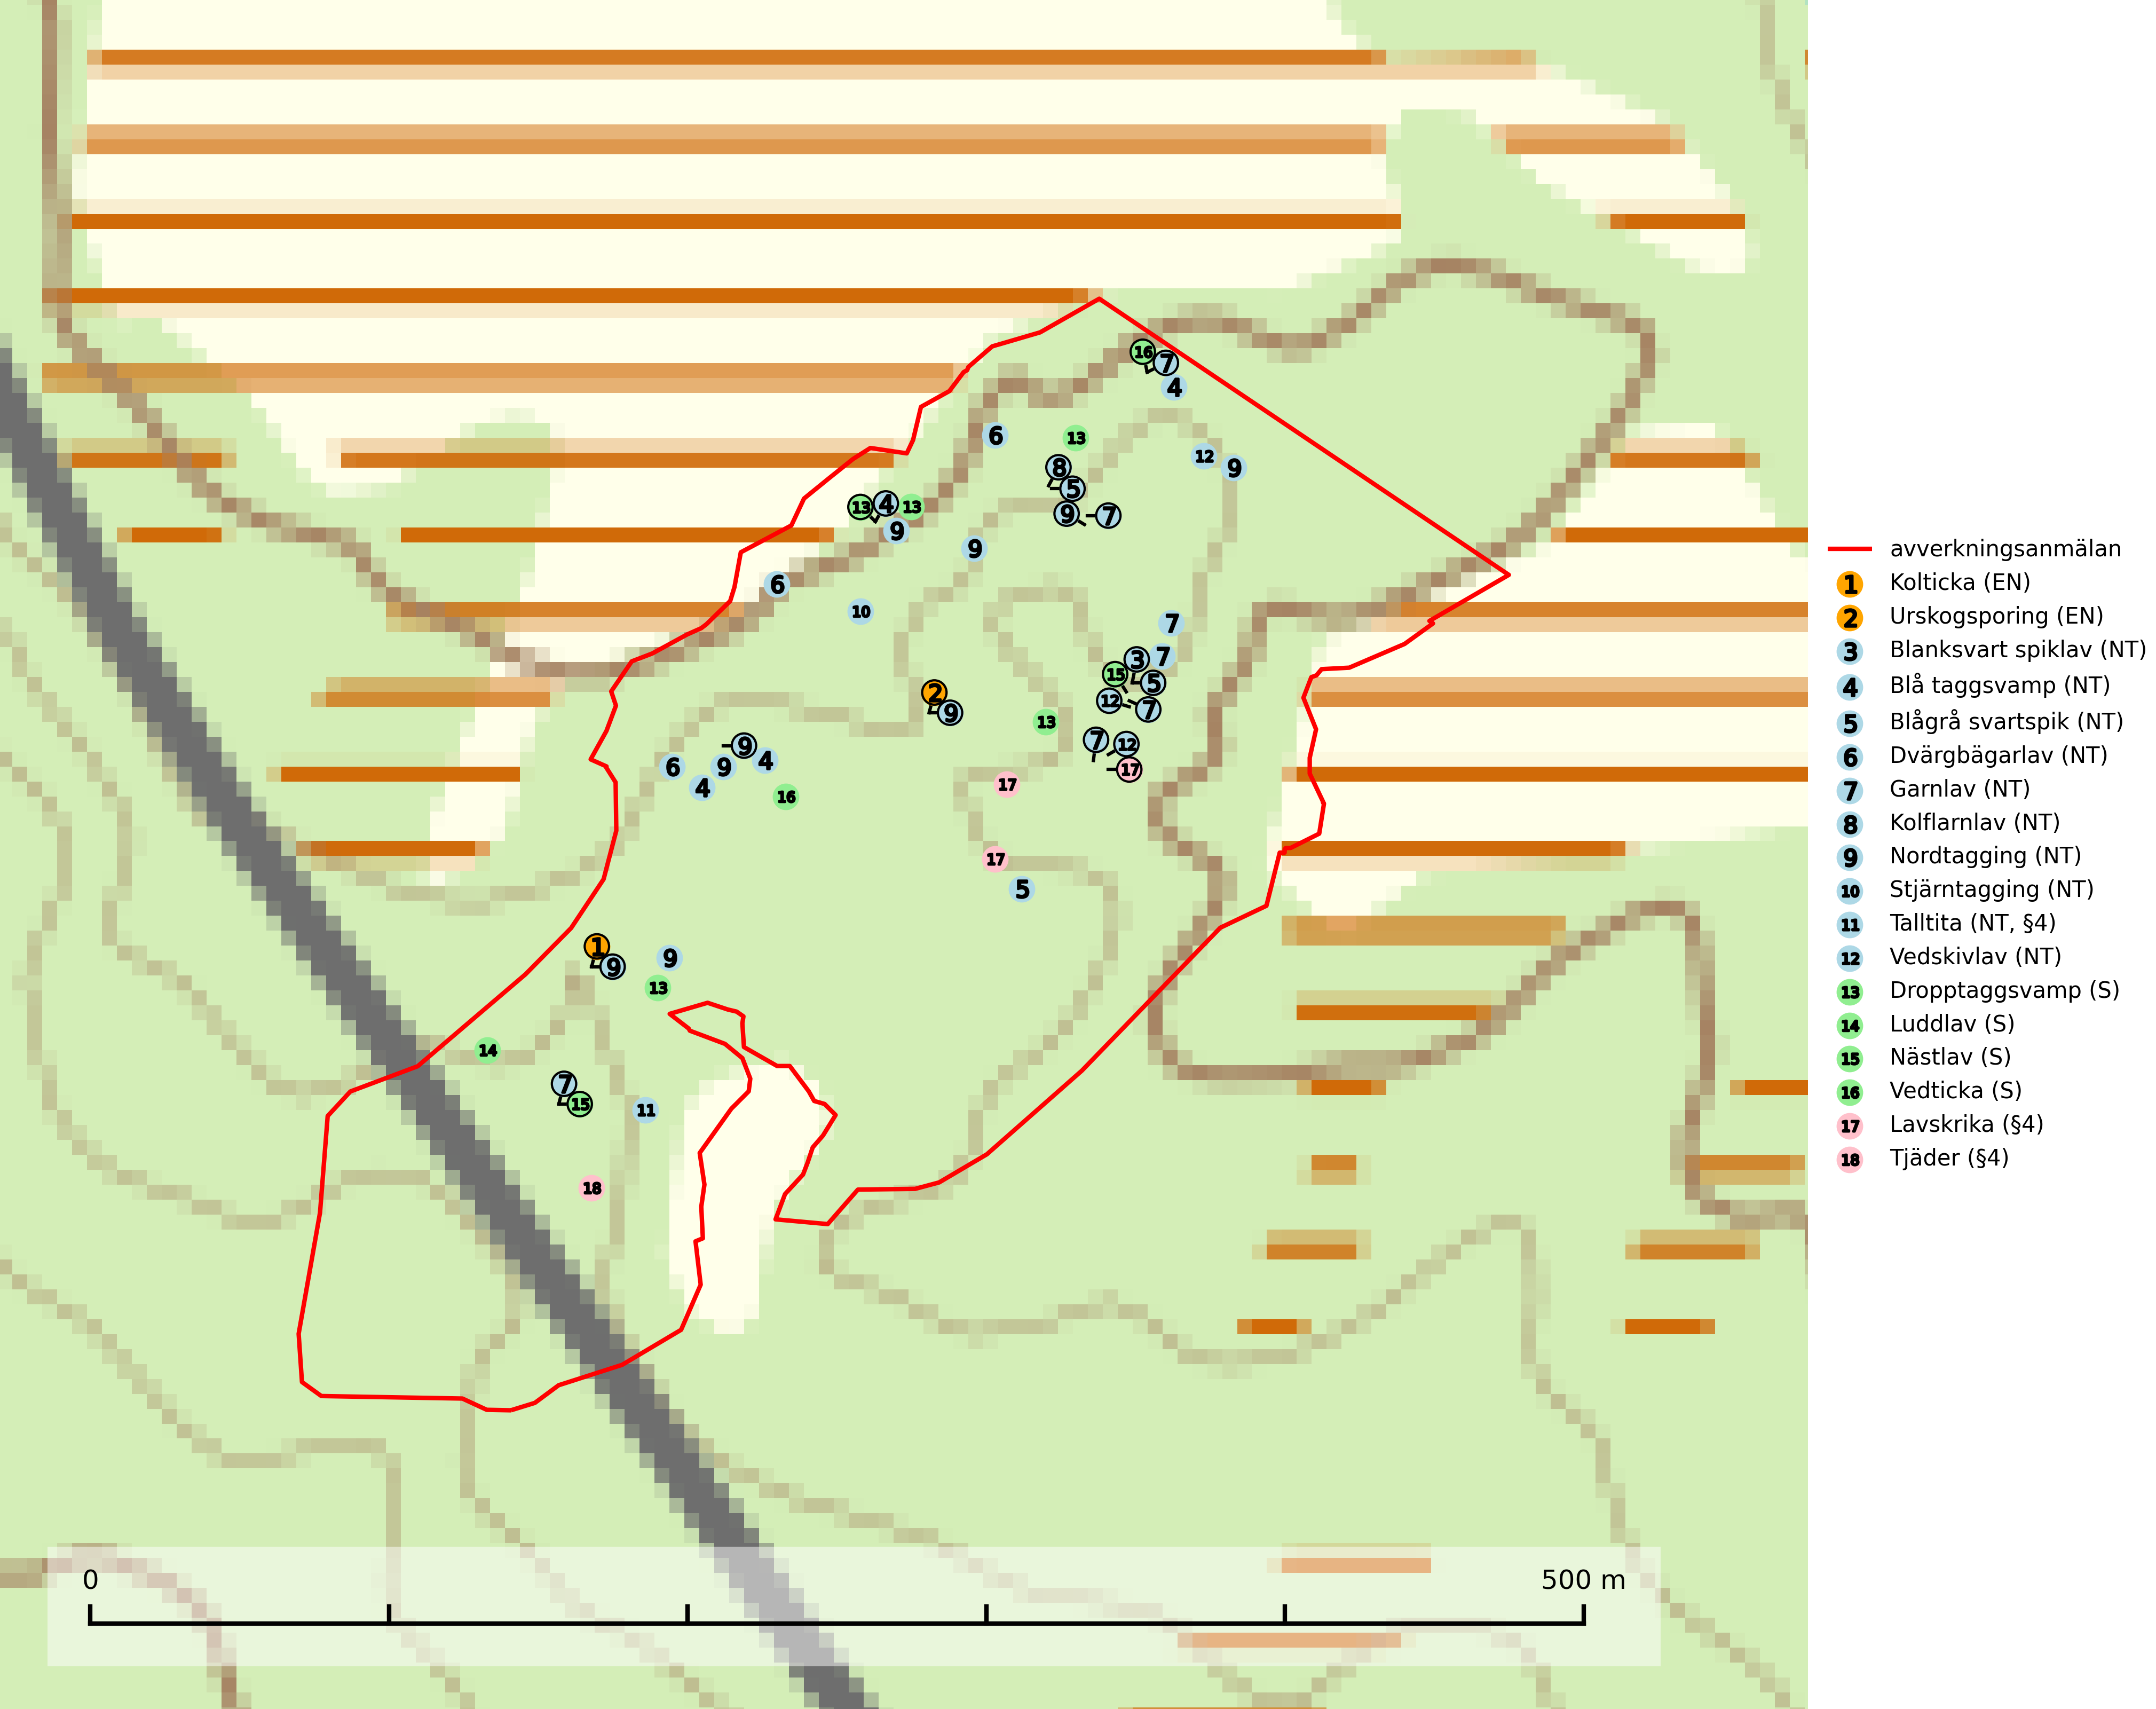 16
7
4
6
13
12
9
8
5
13
4
13
9
9
7
9
6
10
7
3
7
15
5
2
12
7
9
13
7
12
9
17
6
9
4
4
16
17
17
5
1
9
9
13
14
7
15
11
18
0
500 m
avverkningsanmälan
1 Kolticka (EN)
2 Urskogsporing (EN)
3 Blanksvart spiklav (NT)
4 Blå taggsvamp (NT)
5 Blågrå svartspik (NT)
6 Dvärgbägarlav (NT)
7 Garnlav (NT)
8 Kolflarnlav (NT)
9 Nordtagging (NT)
10 Stjärntagging (NT)
11 Talltita (NT, §4)
12 Vedskivlav (NT)
13 Dropptaggsvamp (S)
14 Luddlav (S)
15 Nästlav (S)
16 Vedticka (S)
17 Lavskrika (§4)
18 Tjäder (§4)